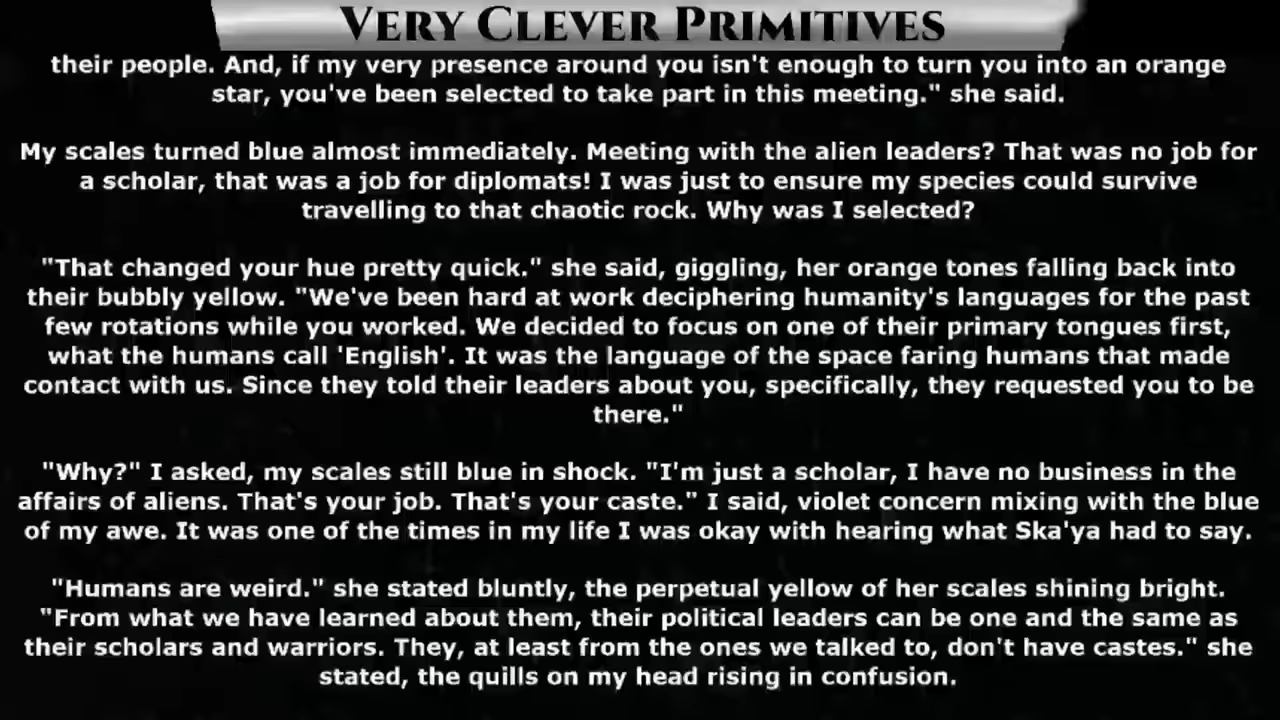 VERY CLEVER PRIMITIVES
their people. And, if my very presence around you isn't enough to turn you into an orange
star, you've been selected to take part in this meeting." she said.
My scales turned blue almost immediately. Meeting with the alien leaders? That was no job for
a scholar, that was a job for diplomats! I was just to ensure my species could survive
travelling to that chaotic rock. Why was I selected?
"That changed your hue pretty quick." she said, giggling, her orange tones falling back into
their bubbly yellow. "We've been hard at work deciphering humanity's languages for the past
few rotations while you worked. We decided to focus on one of their primary tongues first,
what the humans call 'English'. It was the language of the space faring humans that made
contact with us. Since they told their leaders about you, specifically, they requested you to be
there."
"Why?" I asked, my scales still blue in shock. "I'm just a scholar, I have no business in the
affairs of aliens. That's your job. That's your caste." I said, violet concern mixing with the blue
of my awe. It was one of the times in my life I was okay with hearing what Ska'ya had to say.
"Humans are weird." she stated bluntly, the perpetual yellow of her scales shining bright.
"From what we have learned about them, their political leaders can be one and the same as
their scholars and warriors. They, at least from the ones we talked to, don't have castes." she
stated, the quills on my head rising in confusion.